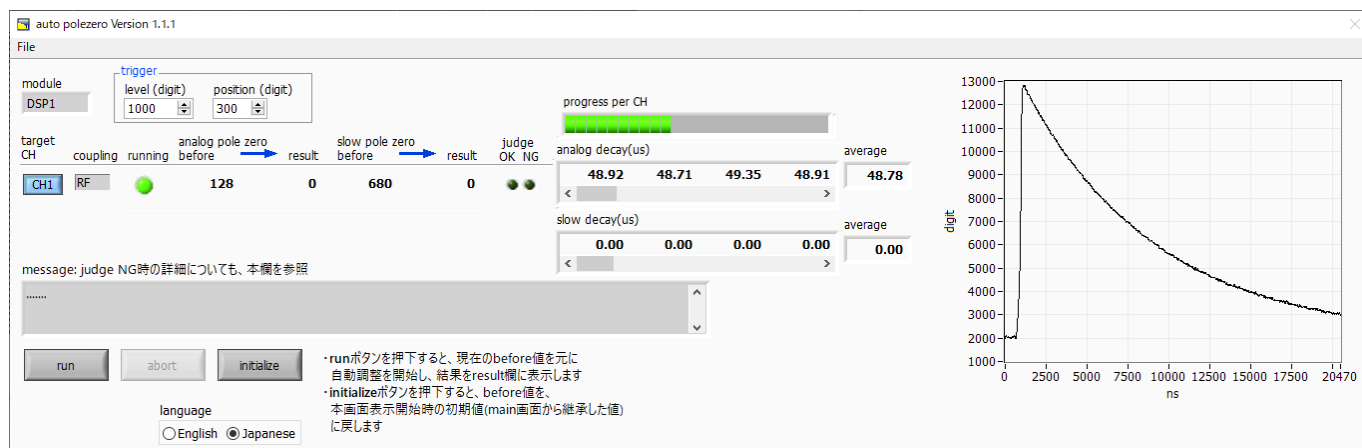 auto polezero Version 1.1.1
File
module
DSP1
trigger
level (digit)
position (digit)
1000
300
target
CH
coupling
running
analog pole zero
before
result
slow pole zero
before
result
judge
OK NG
CH1
RF
128
0
680
0
progress per CH
analog decay(us)
48.92 48.71 49.35 48.91
average
48.78
slow decay(us)
0.00 0.00 0.00 0.00
average
0.00
message: judge NG時の詳細についても、本欄を参照
.......
run
abort
initialize
・runボタンを押下すると、現在のbefore値を元に
自動調整を開始し、結果をresult欄に表示します
・initializeボタンを押下すると、before値を、
本画面表示開始時の初期値(main画面から継承した値)
に戻します
language
English
Japanese
13000
12000
11000
10000
9000
8000
7000
6000
5000
4000
3000
2000
1000
digit
0 2500 5000 7500 10000 12500 15000 17500 20470
ns